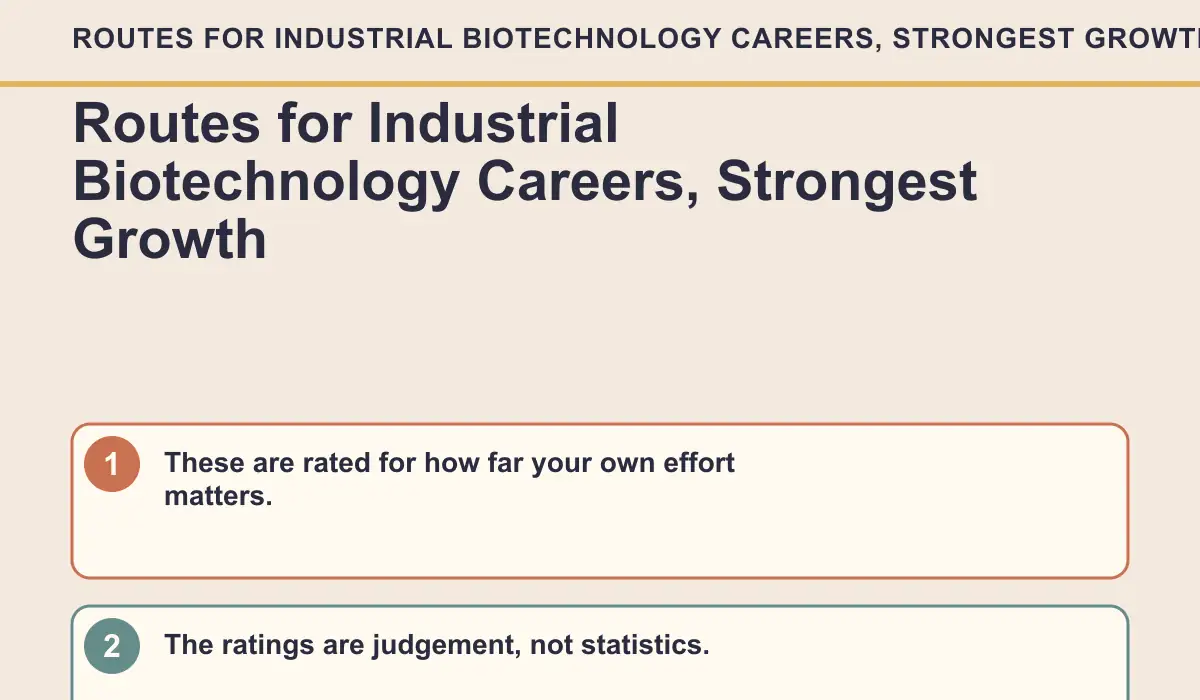 ROUTES FOR INDUSTRIAL BIOTECHNOLOGY CAREERS, STRONGEST GROWTH
Routes for Industrial
Biotechnology Careers, Strongest
Growth
1
These are rated for how far your own effort
matters.
2
The ratings are judgement, not statistics.